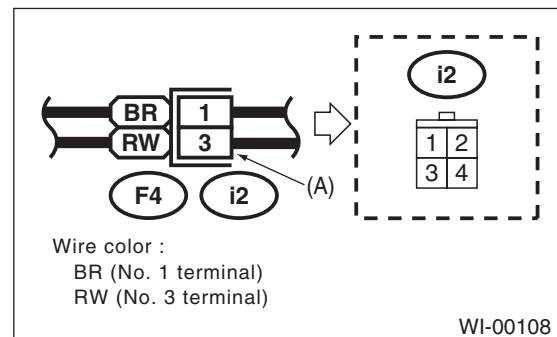 BR 1
RW 3
F4 i2
(A)
i2
1 2
3 4
Wire color :
BR (No. 1 terminal)
RW (No. 3 terminal)
WI-00108